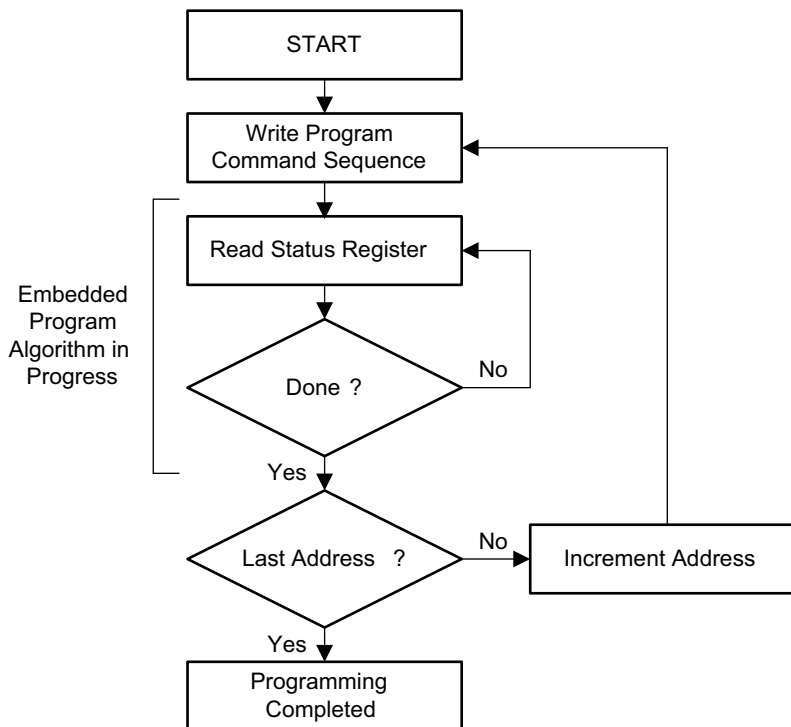 START
Write Program
Command Sequence
Read Status Register
Embedded
Program
Algorithm in
Progress
Done ?
No
Yes
Last Address ?
No
Increment Address
Yes
Programming
Completed